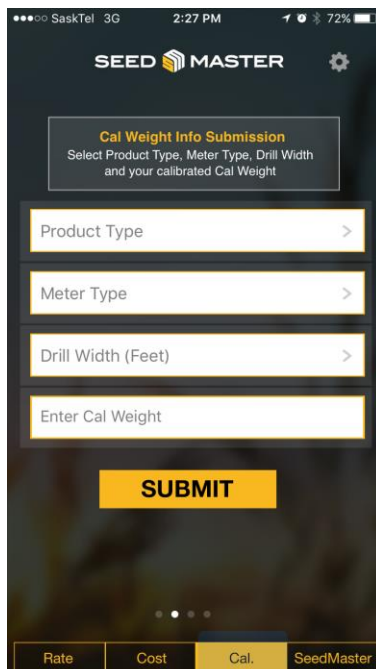 SaskTel 3G 2:27 PM 72%
SEED MASTER
Cal Weight Info Submission
Select Product Type, Meter Type, Drill Width
and your calibrated Cal Weight
Product Type
Meter Type
Drill Width (Feet)
Enter Cal Weight
SUBMIT
Rate Cost Cal. SeedMaster